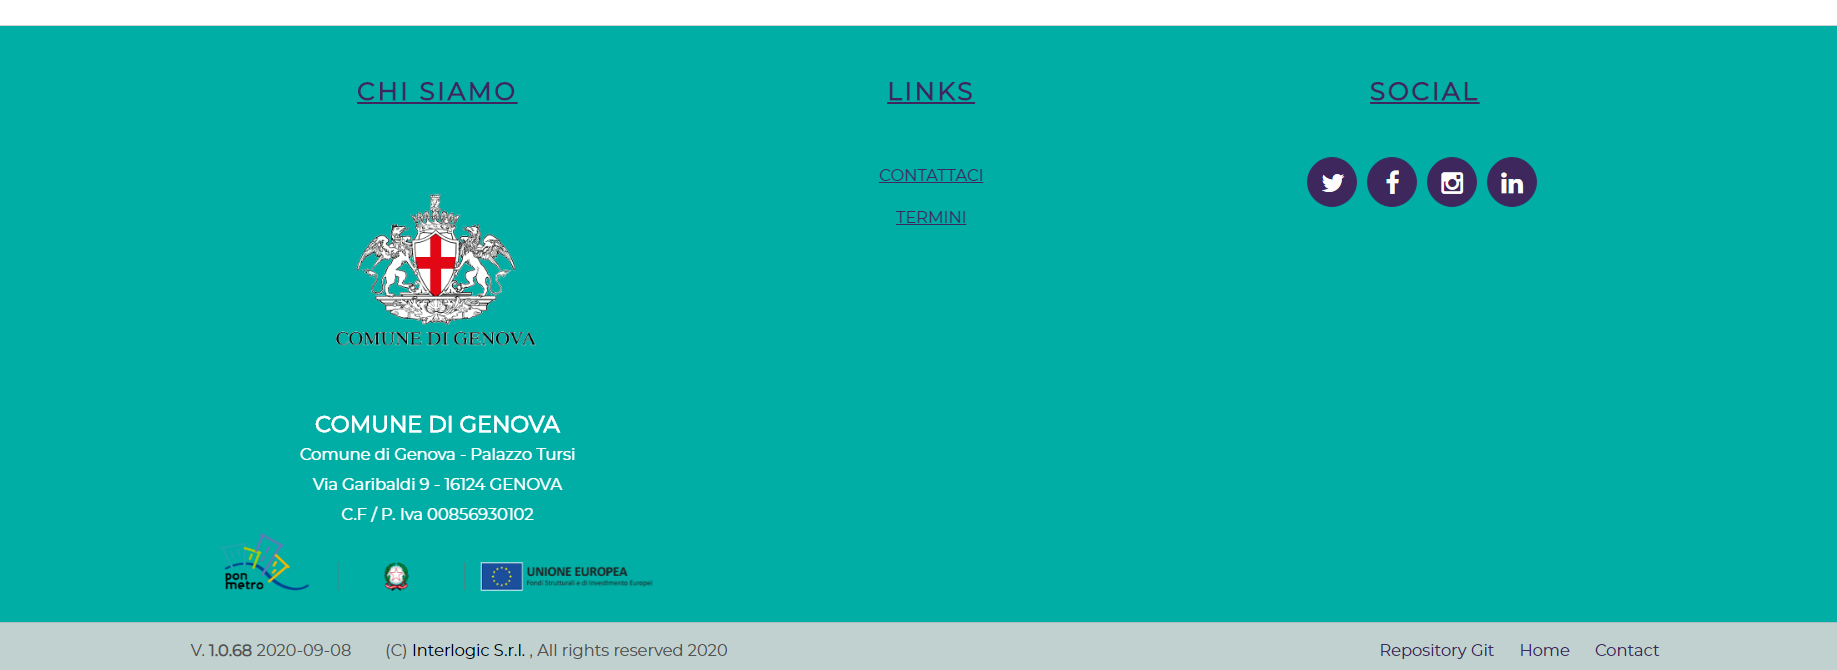 CHI SIAMO
COMUNE DI GENOVA
COMUNE DI GENOVA
Comune di Genova - Palazzo Tursi
Via Garibaldi 9 - 16124 GENOVA
C.F / P. Iva 00856930102
pon
metro
UNIONE EUROPEA
Fondi Strutturali e di Investimento Europei
LINKS
CONTATTACI
TERMINI
SOCIAL
V. 1.0.68 2020-09-08 (C) Interlogic S.r.l. , All rights reserved 2020
Repository Git Home Contact